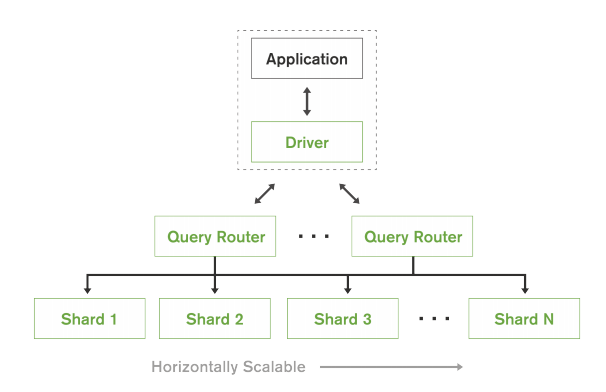 Application
Driver
Query Router
. . .
Query Router
Shard 1
Shard 2
Shard 3
. . .
Shard N
Horizontally Scalable